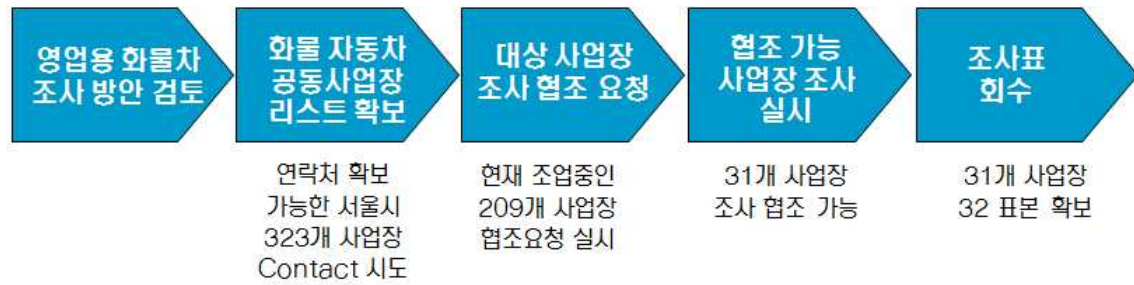 영업용 화물차
조사 방안 검토
화물 자동차
공동사업장
리스트 확보
대상 사업장
조사 협조 요청
협조 가능
사업장 조사
실시
조사표
회수
연락처 확보
가능한 서울시
323개 사업장
Contact 시도
현재 조업중인
209개 사업장
협조요청 실시
31개 사업장
조사 협조 가능
31개 사업장
32 표본 확보